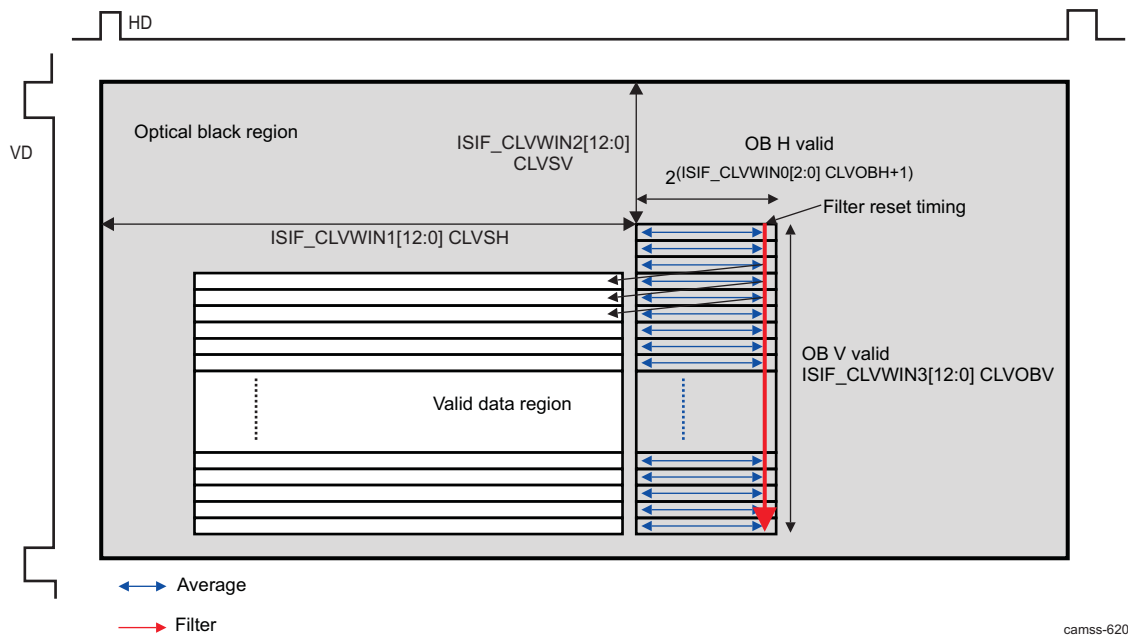 HD
VD
Optical black region
ISIF_CLVWIN2[12:0]
CLVSV
OB H valid
2(ISIF_CLVWIN0[2:0] CLVOBH+1)
Filter reset timing
ISIF_CLVWIN1[12:0] CLVSH
OB V valid
ISIF_CLVWIN3[12:0] CLVOBV
Valid data region
Average
Filter
camss-620